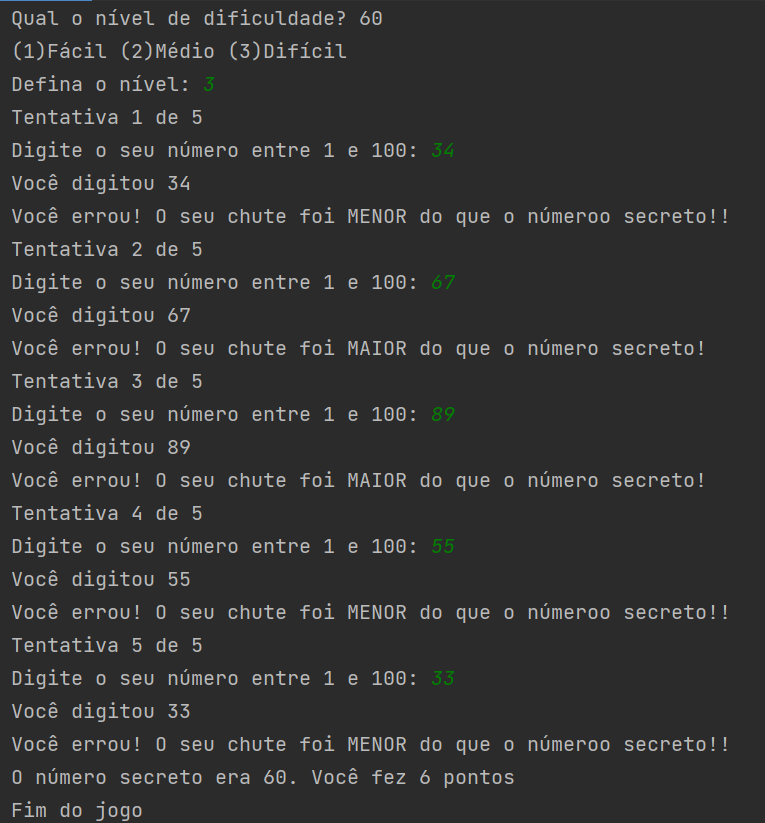 Qual o nível de dificuldade? 60
(1)Fácil (2)Médio (3)Difícil
Defina o nível: 3
Tentativa 1 de 5
Digite o seu número entre 1 e 100: 34
Você digitou 34
Você errou! O seu chute foi MENOR do que o númeroo secreto!!
Tentativa 2 de 5
Digite o seu número entre 1 e 100: 67
Você digitou 67
Você errou! O seu chute foi MAIOR do que o número secreto!
Tentativa 3 de 5
Digite o seu número entre 1 e 100: 89
Você digitou 89
Você errou! O seu chute foi MAIOR do que o número secreto!
Tentativa 4 de 5
Digite o seu número entre 1 e 100: 55
Você digitou 55
Você errou! O seu chute foi MENOR do que o númeroo secreto!!
Tentativa 5 de 5
Digite o seu número entre 1 e 100: 33
Você digitou 33
Você errou! O seu chute foi MENOR do que o númeroo secreto!!
O número secreto era 60. Você fez 6 pontos
Fim do jogo